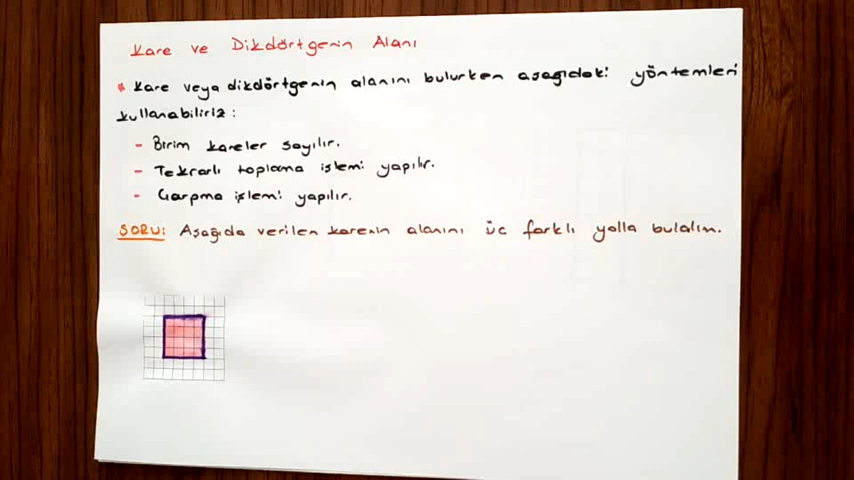 Kare ve Dikdörtgenin Alanı
* Kare veya dikdörtgenin alanını bulurken aşağıdaki yöntemleri
kullanabiliriz:
- Birim kareler sayılır.
- Tekrarlı toplama işlemi yapılır.
- Çarpma işlemi yapılır.
SORU: Aşağıda verilen karenin alanını üç farklı yolla bulalım.